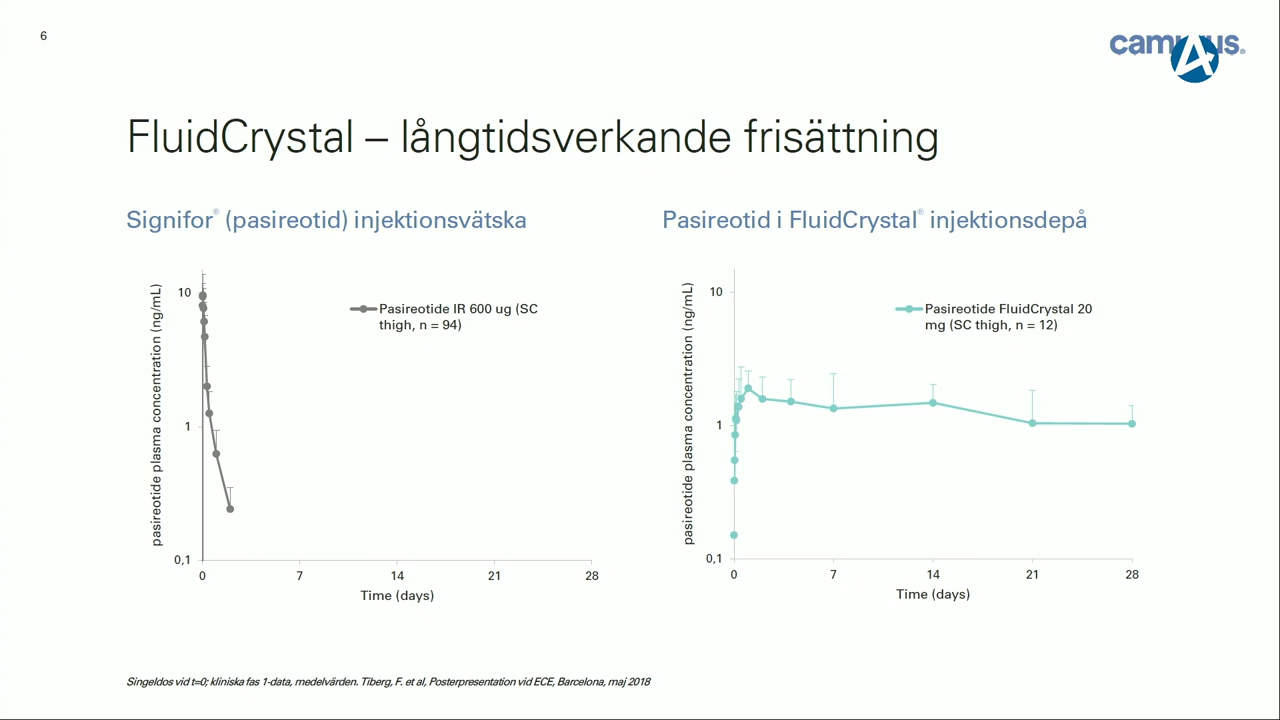 6
FluidCrystal – långtidsverkande frisättning
Signifor® (pasireotid) injektionsvätska
pasireotide plasma concentration (ng/mL)
10
1
0,1
0
7
14
21
28
Time (days)
Pasireotide IR 600 ug (SC
thigh, n = 94)
Pasireotid i FluidCrystal® injektionsdepå
pasireotide plasma concentration (ng/mL)
10
1
0,1
0
7
14
21
28
Time (days)
Pasireotide FluidCrystal 20
mg (SC thigh, n = 12)
Singeldos vid t=0; kliniska fas 1-data, medelvärden. Tiberg, F. et al, Posterpresentation vid ECE, Barcelona, maj 2018